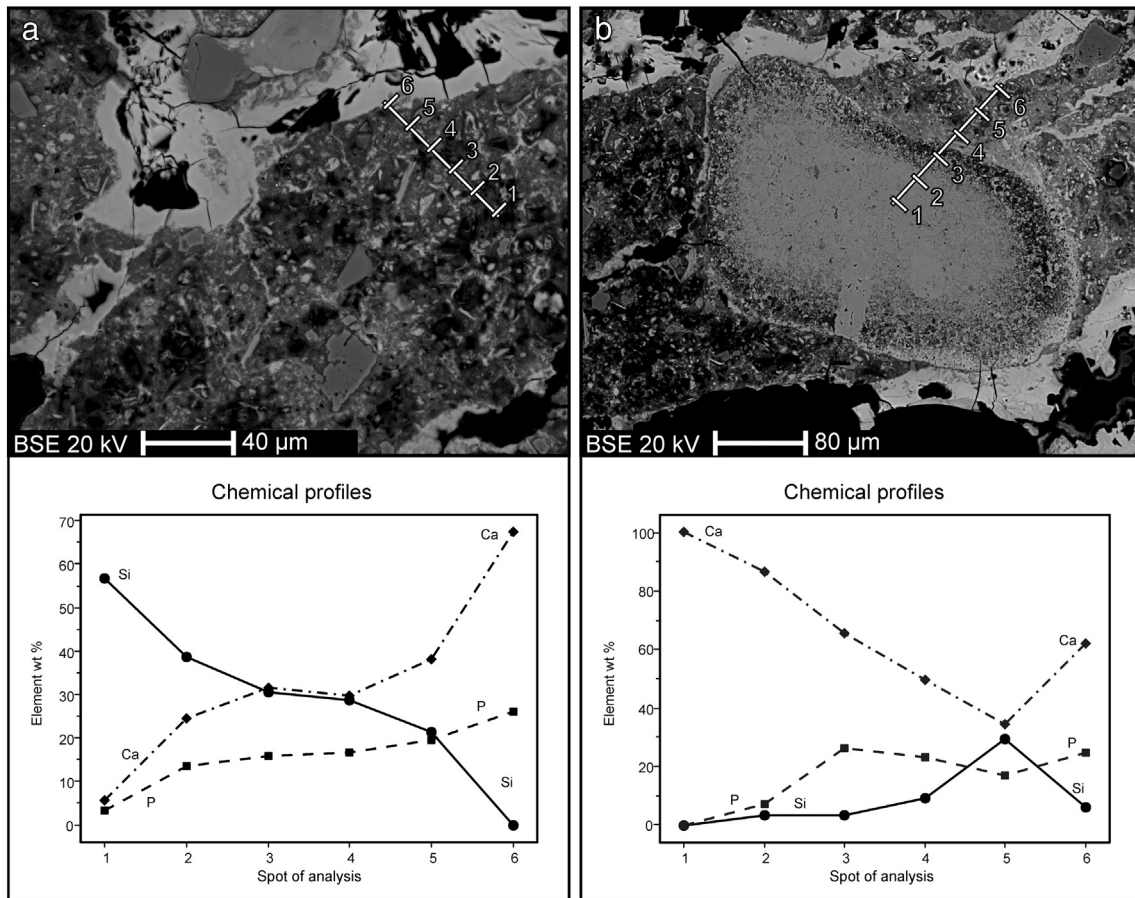 a
6
5
4
3
2
1
BSE 20 kV 40 µm
Chemical profiles
70
60
50
40
30
20
10
0
Element wt %
Si
Ca
Ca
P
P
Si
1 2 3 4 5 6
Spot of analysis
b
6
5
4
3
2
1
BSE 20 kV 80 µm
Chemical profiles
100
80
60
40
20
0
Element wt %
Ca
Ca
P
P
Si
Si
1 2 3 4 5 6
Spot of analysis